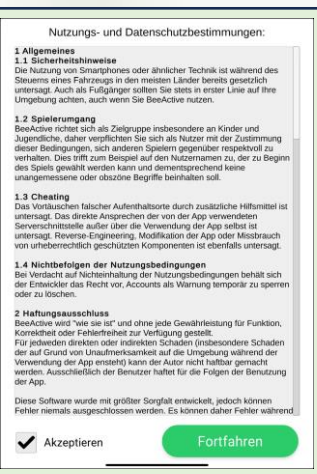 Nutzungs- und Datenschutzbestimmungen:
1 Allgemeines
1.1 Sicherheitshinweise
Die Nutzung von Smartphones oder ähnlicher Technik ist während des
Steuerns eines Fahrzeugs in den meisten Länder bereits gesetzlich
untersagt. Auch als Fußgänger sollten Sie stets in erster Linie auf Ihre
Umgebung achten, auch wenn Sie BeeActive nutzen.
1.2 Spielerumgang
BeeActive richtet sich als Zielgruppe insbesondere an Kinder und
Jugendliche, daher verpflichten Sie sich als Nutzer mit der Zustimmung
dieser Bedingungen, sich anderen Spielern gegenüber respektvoll zu
verhalten. Dies trifft zum Beispiel auf den Nutzernamen zu, der zu Beginn
des Spiels gewählt werden kann und dementsprechend keine
unangemessene oder obszöne Begriffe beinhalten soll.
1.3 Cheating
Das Vortäuschen falscher Aufenthaltsorte durch zusätzliche Hilfsmittel ist
untersagt. Das direkte Ansprechen der von der App verwendeten
Serverschnittstelle außer über die Verwendung der App selbst ist
untersagt. Reverse-Engineering, Modifikation der App oder Missbrauch
von urheberrechtlich geschützten Komponenten ist ebenfalls untersagt.
1.4 Nichtbefolgen der Nutzungsbedingungen
Bei Verdacht auf Nichteinhaltung der Nutzungsbedingungen behält sich
der Entwickler das Recht vor, Accounts als Warnung temporär zu sperren
oder zu löschen.
2 Haftungsausschluss
BeeActive wird "wie sie ist" und ohne jede Gewährleistung für Funktion,
Korrektheit oder Fehlerfreiheit zur Verfügung gestellt.
Für jedweden direkten oder indirekten Schaden (insbesondere Schaden
der auf Grund von Unaufmerksamkeit auf die Umgebung während der
Verwendung der App ensteht) kann der Autor nicht haftbar gemacht
werden. Ausschließlich der Benutzer haftet für die Folgen der Benutzung
der App.
Diese Software wurde mit größter Sorgfalt entwickelt, jedoch können
Fehler niemals ausgeschlossen werden. Es können daher Fehler während
Akzeptieren
Fortfahren